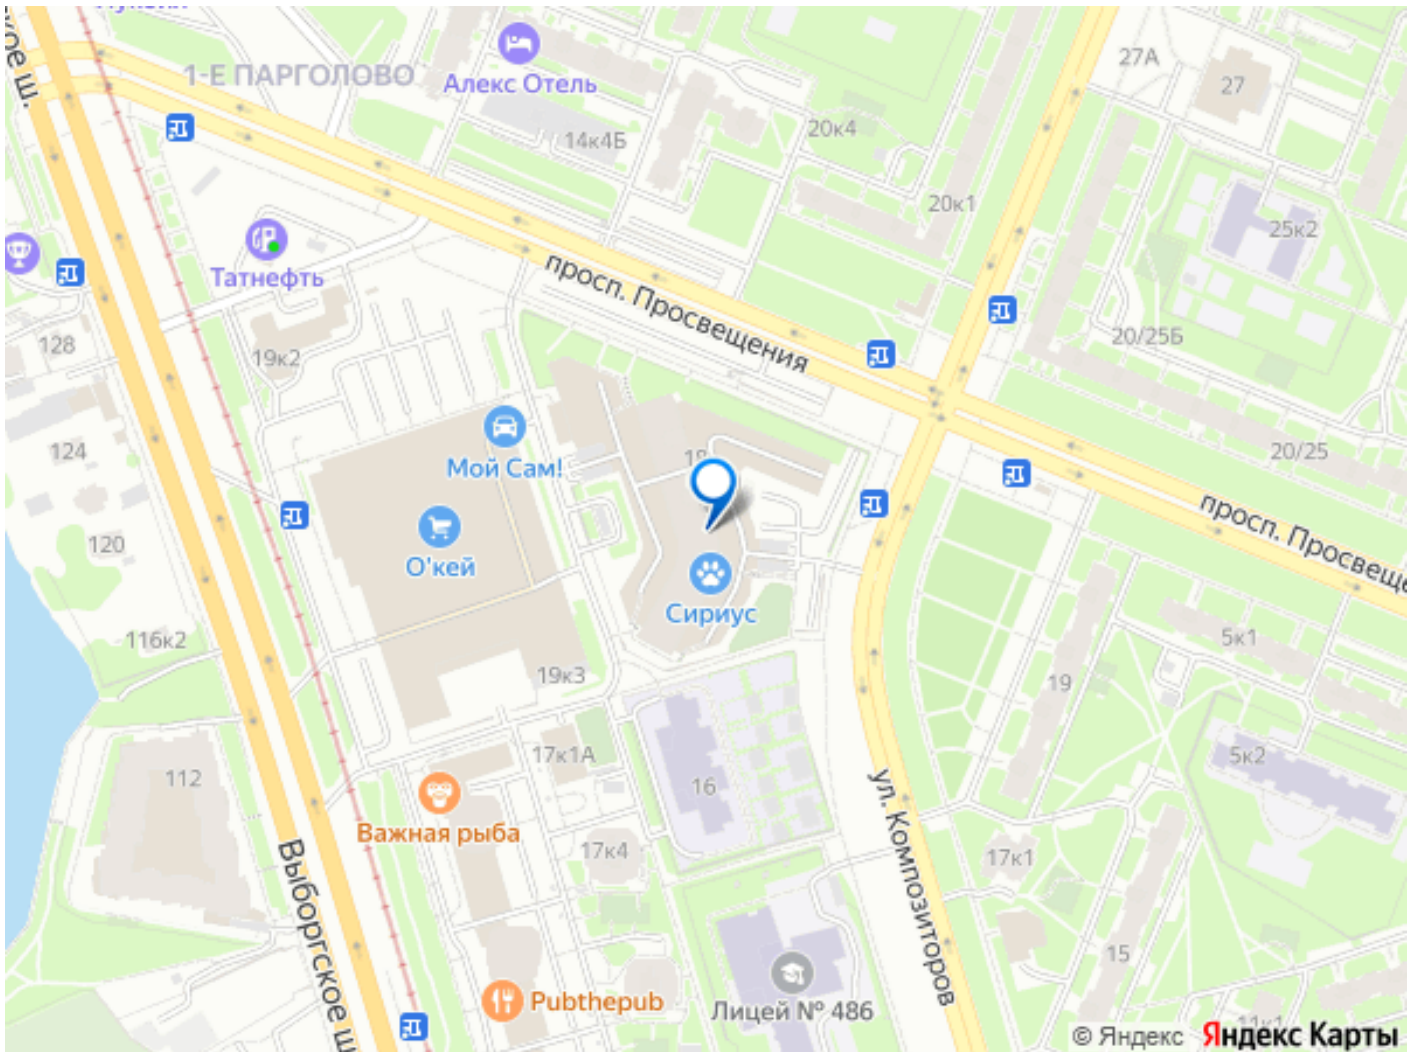 кое ш.
1-Е ПАРГОЛОВО
Алекс Отель
14к4Б
20к4
27А
27
20к1
25к2
Татнефть
просп. Просвещения
128
19к2
20/25Б
124
Мой Сам!
20/25
О'кей
просп. Просвеще
120
Сириус
116к2
19к3
19
5к1
17к1А
112
16
5к2
Важная рыба
17к4
ул. Композиторов
17к1
Выборгское ш
15
Pubthepub
Лицей № 486
11к1
© Яндекс
Яндекс Карты